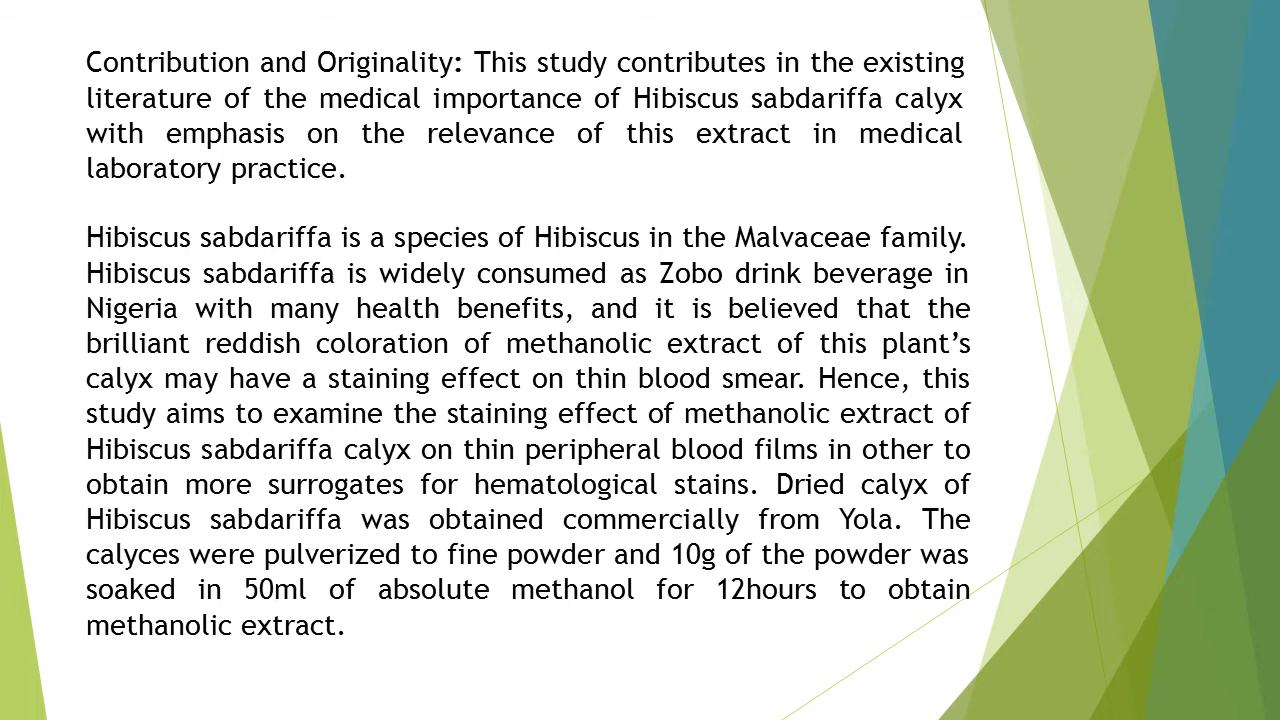 Contribution and Originality: This study contributes in the existing
literature of the medical importance of Hibiscus sabdariffa calyx
with emphasis on the relevance of this extract in medical
laboratory practice.
Hibiscus sabdariffa is a species of Hibiscus in the Malvaceae family.
Hibiscus sabdariffa is widely consumed as Zobo drink beverage in
Nigeria with many health benefits, and it is believed that the
brilliant reddish coloration of methanolic extract of this plant’s
calyx may have a staining effect on thin blood smear. Hence, this
study aims to examine the staining effect of methanolic extract of
Hibiscus sabdariffa calyx on thin peripheral blood films in other to
obtain more surrogates for hematological stains. Dried calyx of
Hibiscus sabdariffa was obtained commercially from Yola. The
calyces were pulverized to fine powder and 10g of the powder was
soaked in 50ml of absolute methanol for 12hours to obtain
methanolic extract.